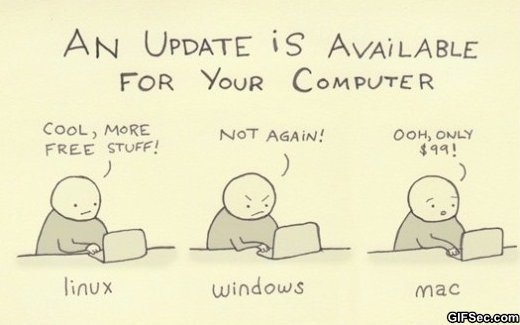 AN UPDATE iS AVAiLABLE
FOR YOUR COMPUTER
COOL, MORE
FREE STUFF!
NOT AGAIN!
OOH, ONLY
$99!
linux
windows
mac
GIFSec.com